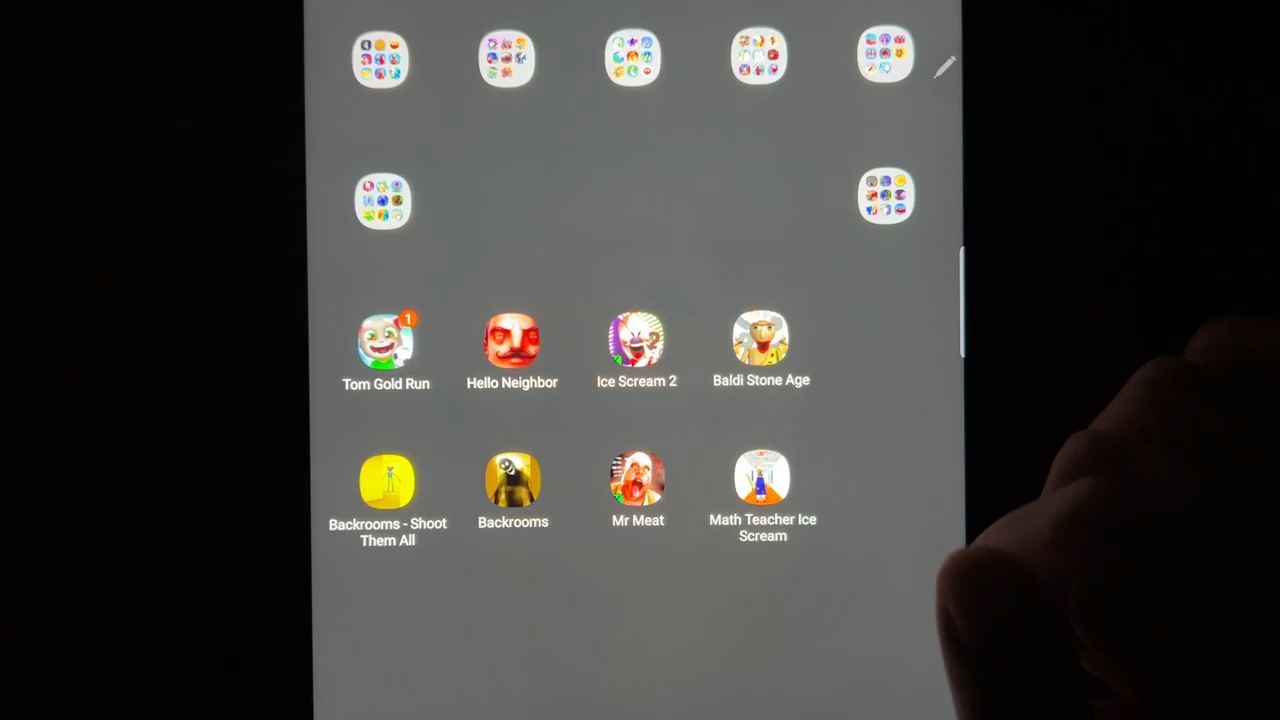 1
Tom Gold Run
Hello Neighbor
Ice Scream 2
Baldi Stone Age
Backrooms - Shoot
Them All
Backrooms
Mr Meat
Math Teacher Ice
Scream